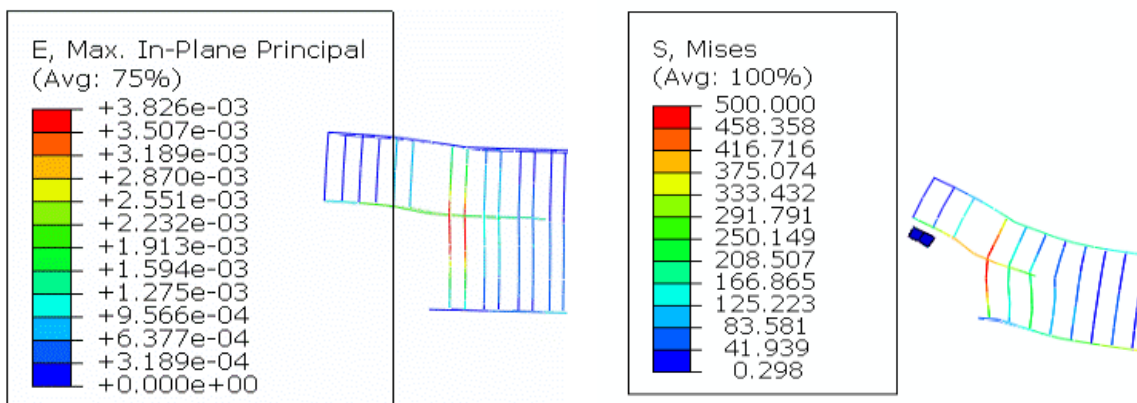 E, Max. In-Plane Principal
(Avg: 75%)
+3.826e-03
+3.507e-03
+3.189e-03
+2.870e-03
+2.551e-03
+2.232e-03
+1.913e-03
+1.594e-03
+1.275e-03
+9.566e-04
+6.377e-04
+3.189e-04
+0.000e+00
S, Mises
(Avg: 100%)
500.000
458.358
416.716
375.074
333.432
291.791
250.149
208.507
166.865
125.223
83.581
41.939
0.298